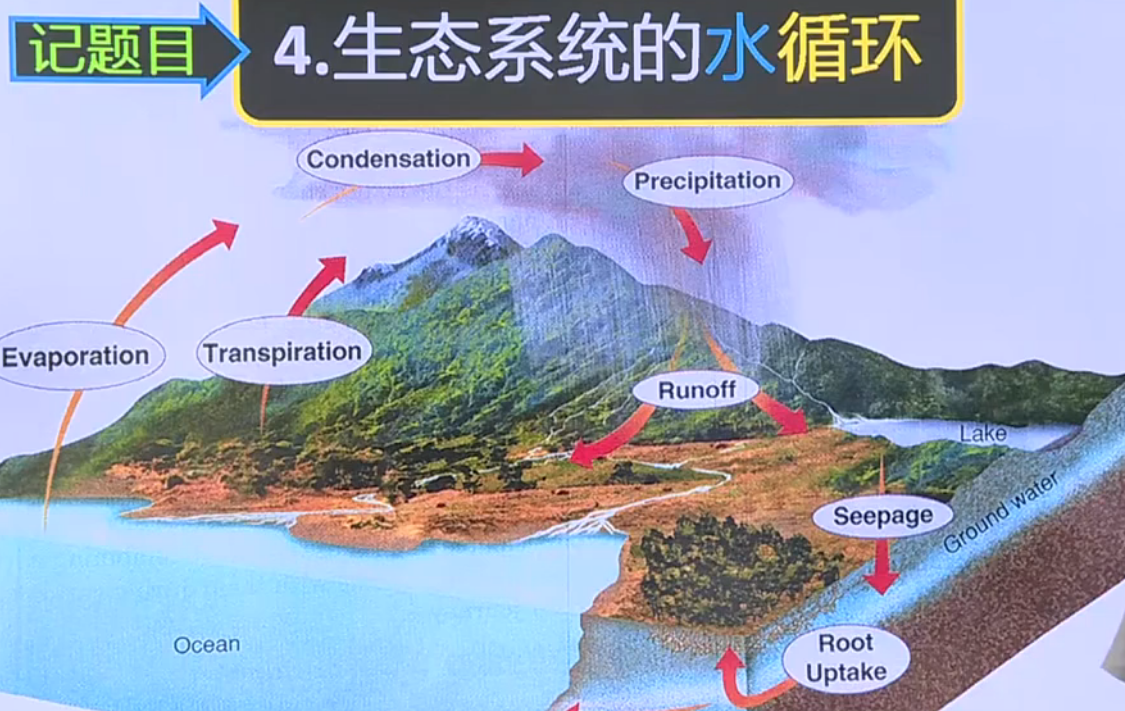 记题目
4.生态系统的水循环
Condensation
Precipitation
Evaporation
Transpiration
Runoff
Lake
Seepage
Ground water
Ocean
Root
Uptake